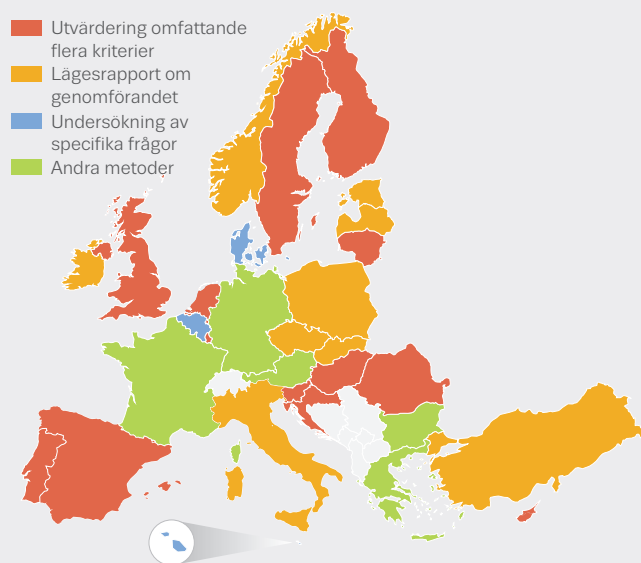 Utvärdering omfattande
flera kriterier
Lägesrapport om
genomförandet
Undersökning av
specifika frågor
Andra metoder